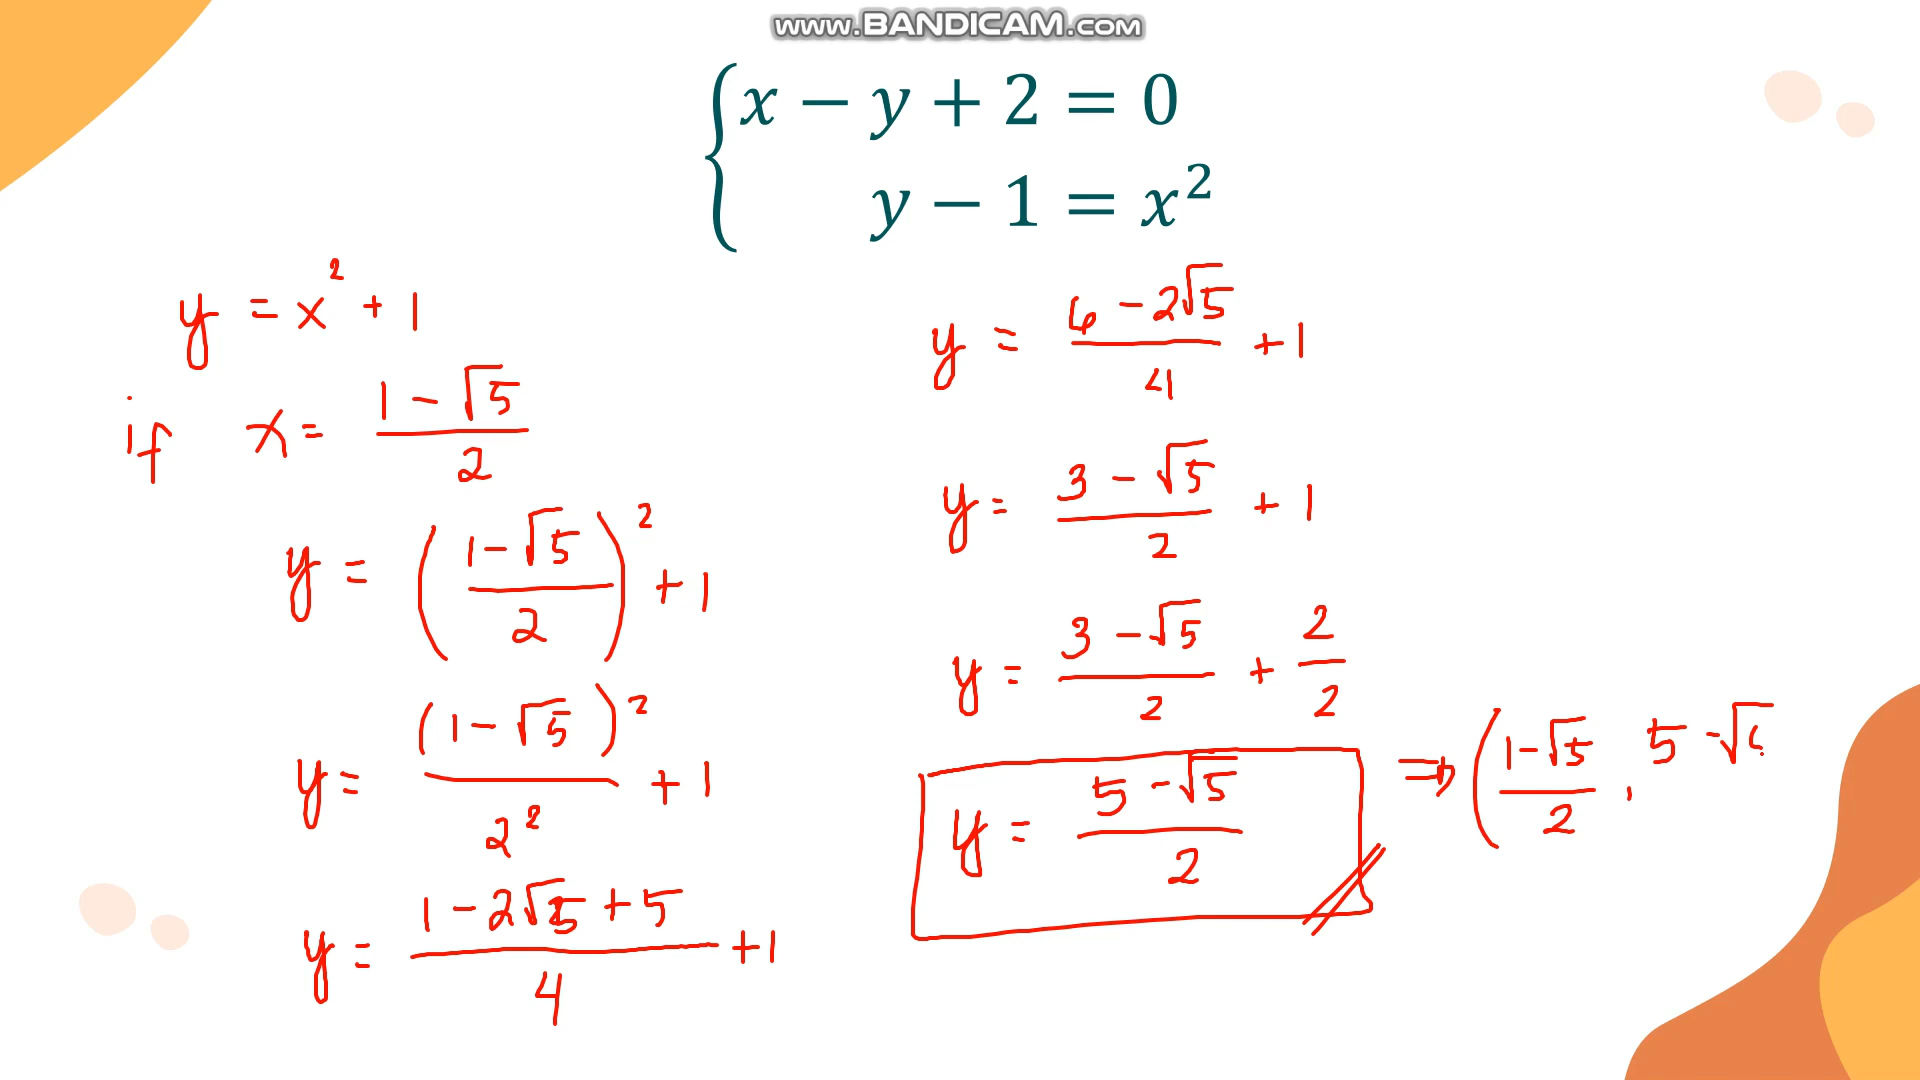 www.BANDICAM.com
x − y + 2 = 0
y − 1 = x²
y = x² + 1
if x = (1 − √5)/2
y = ((1 − √5)/2)² + 1
y = (1 − √5)²/2² + 1
y = (1 − 2√5 + 5)/4 + 1
y = (6 − 2√5)/4 + 1
y = (3 − √5)/2 + 1
y = (3 − √5)/2 + 2/2
y = (5 − √5)/2
⇒ ((1 − √5)/2 , 5 − √